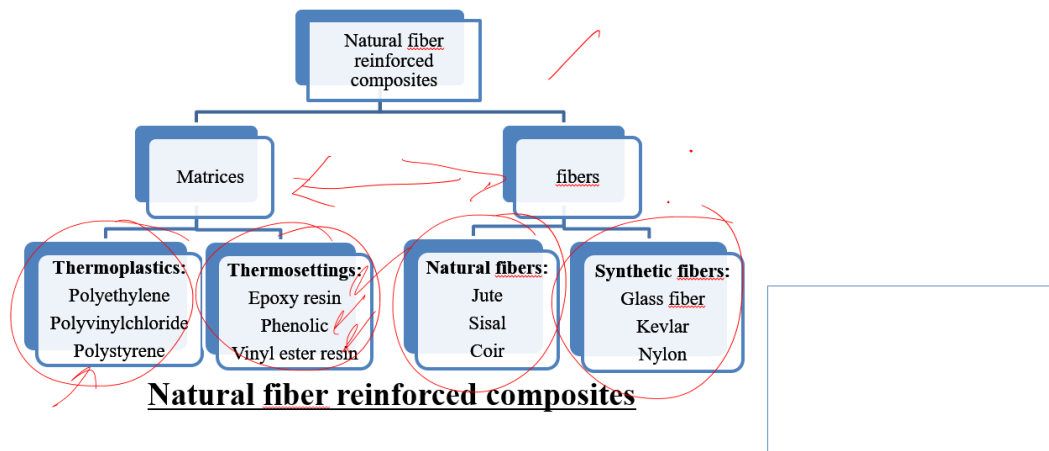 Natural fiber
reinforced
composites
Matrices
fibers
Thermoplastics:
Polyethylene
Polyvinylchloride
Polystyrene
Thermosettings:
Epoxy resin
Phenolic
Vinyl ester resin
Natural fibers:
Jute
Sisal
Coir
Synthetic fibers:
Glass fiber
Kevlar
Nylon
Natural fiber reinforced composites